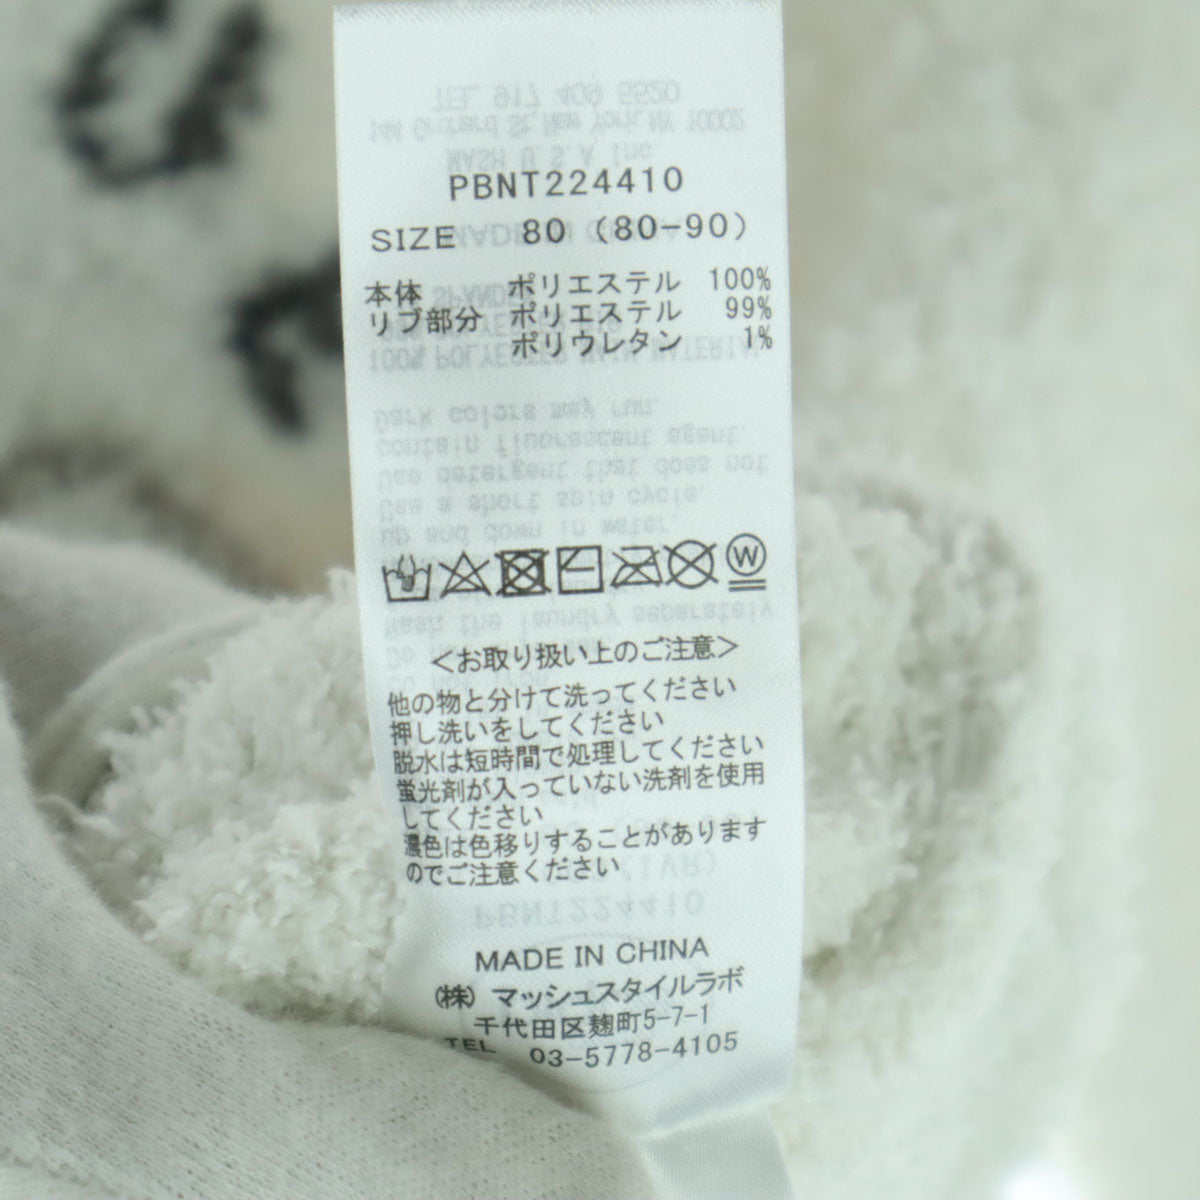 PBNT224410
SIZE 80 (80-90)
本体 ポリエステル 100%
リブ部分 ポリエステル 99%
ポリウレタン 1%
W
<お取り扱い上のご注意>
他の物と分けて洗ってください
押し洗いをしてください
脱水は短時間で処理してください
蛍光剤が入っていない洗剤を使用
してください
濃色は色移りすることがあります
のでご注意ください
MADE IN CHINA
(株) マッシュスタイルラボ
千代田区麹町5-7-1
TEL 03-5778-4105